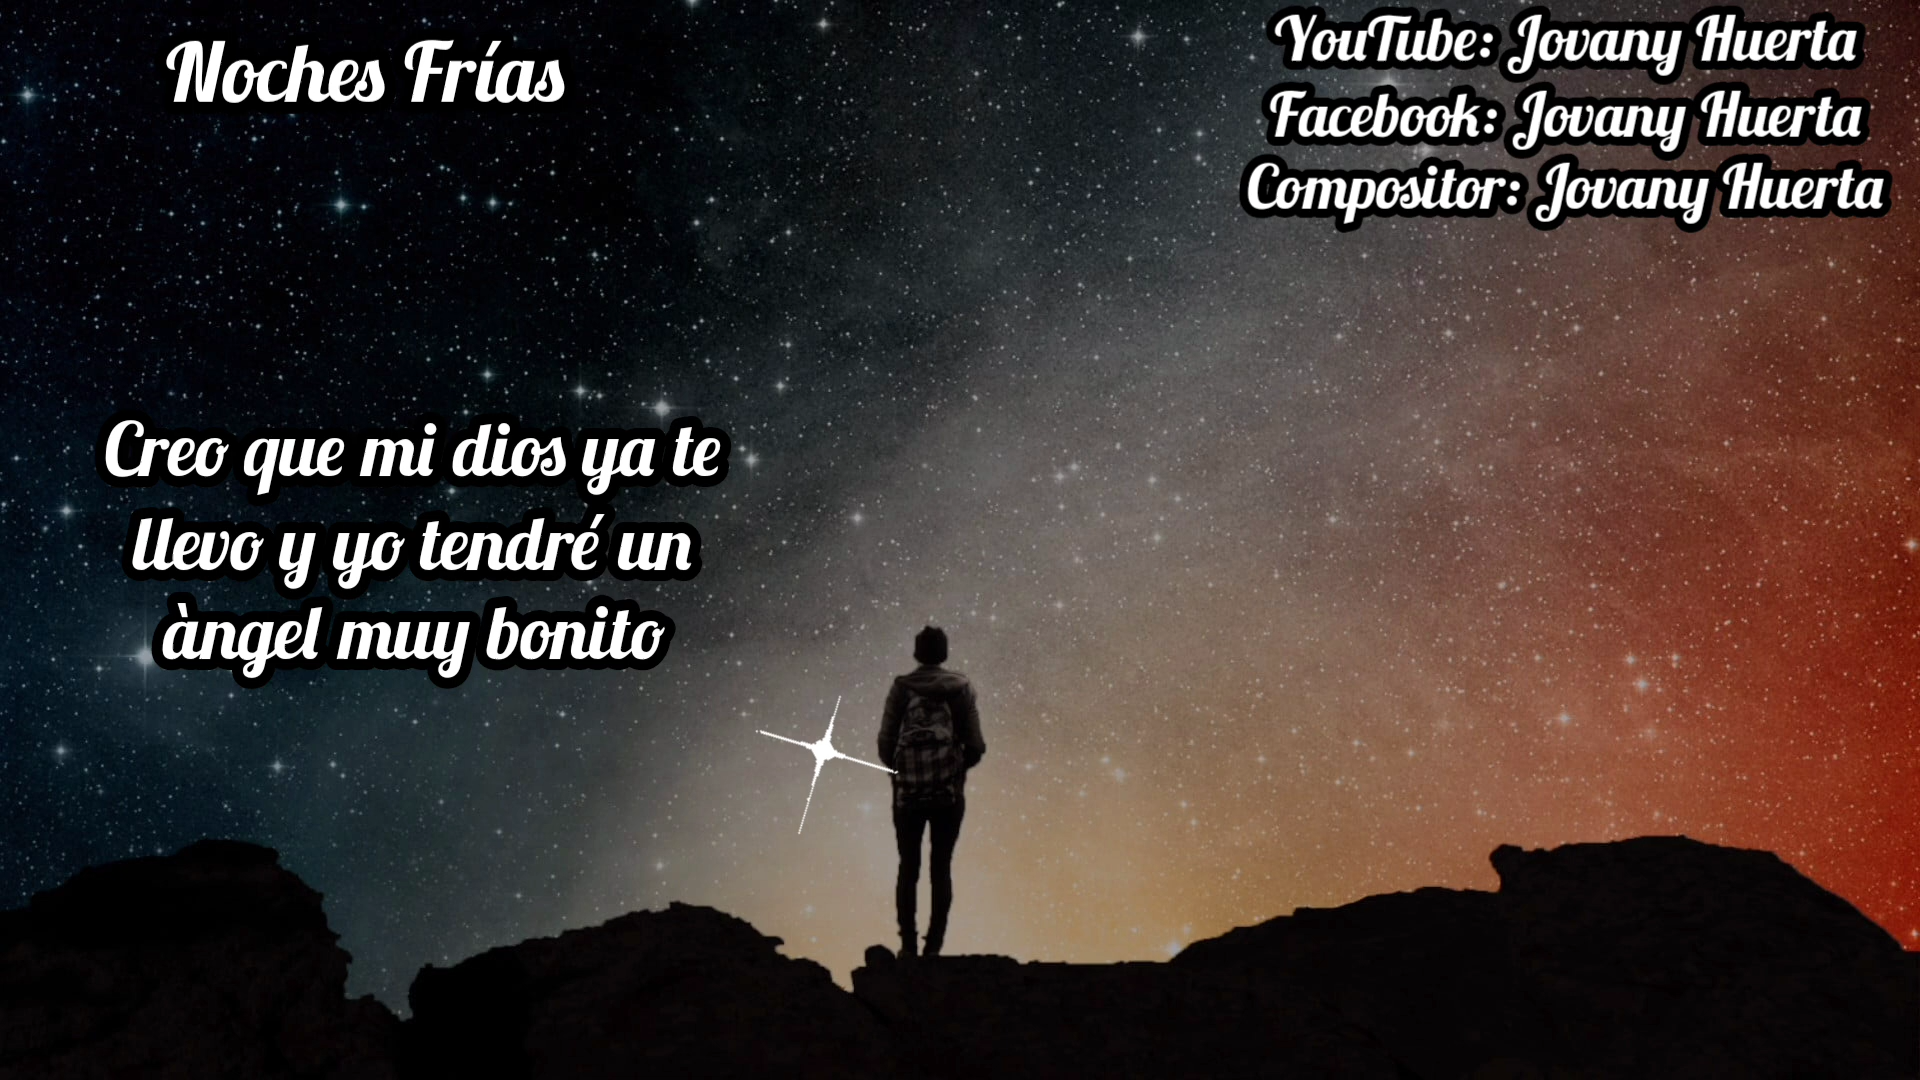 Noches Frías
YouTube: Jovany Huerta
Facebook: Jovany Huerta
Compositor: Jovany Huerta
Creo que mi dios ya te
llevo y yo tendré un
àngel muy bonito